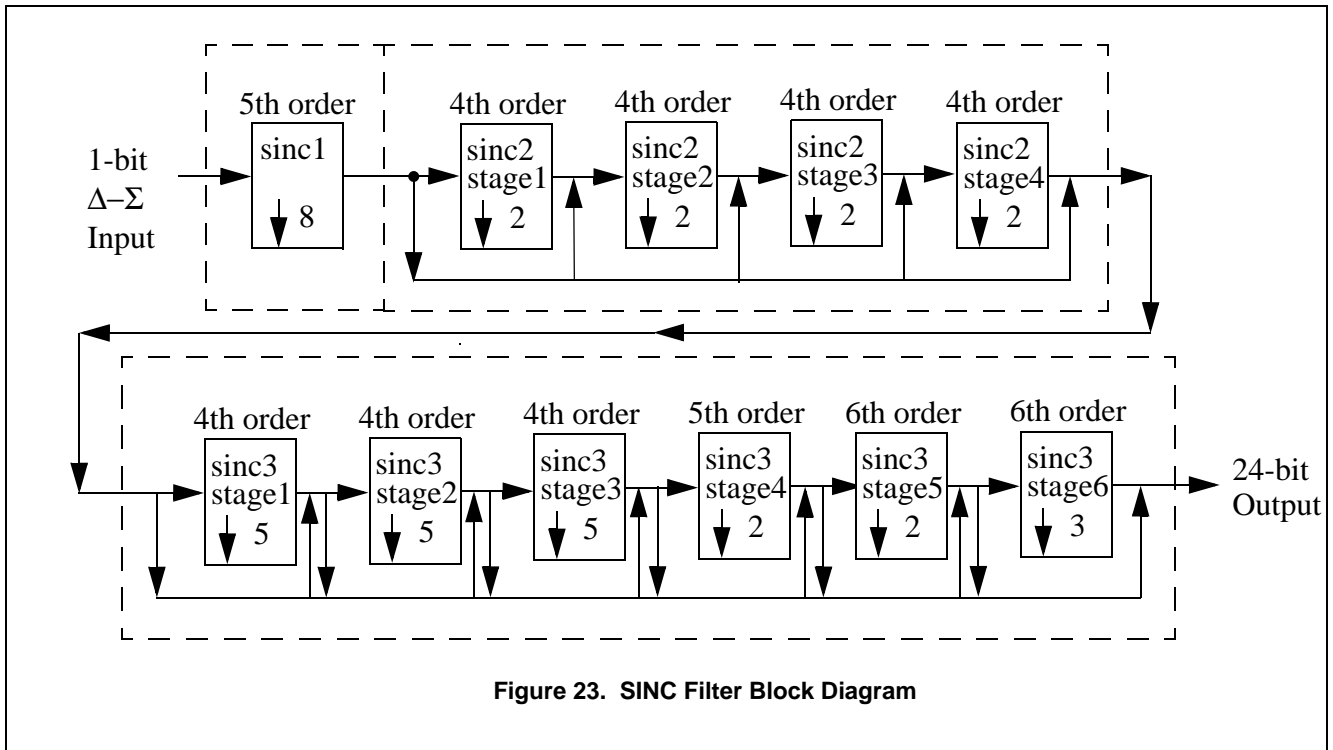 5th order
4th order
4th order
4th order
4th order
1-bit
Δ–Σ
Input
sinc1
8
sinc2
stage1
2
sinc2
stage2
2
sinc2
stage3
2
sinc2
stage4
2
4th order
4th order
4th order
5th order
6th order
6th order
sinc3
stage1
5
sinc3
stage2
5
sinc3
stage3
5
sinc3
stage4
2
sinc3
stage5
2
sinc3
stage6
3
24-bit
Output
Figure 23. SINC Filter Block Diagram